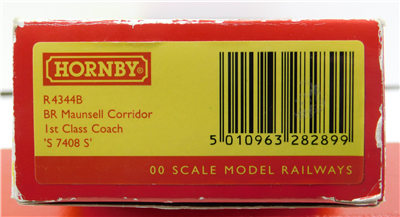 HORNBY®
R4344B
BR Maunsell Corridor
1st Class Coach
'S 7408 S'
5 010963 282899
00 SCALE MODEL RAILWAYS